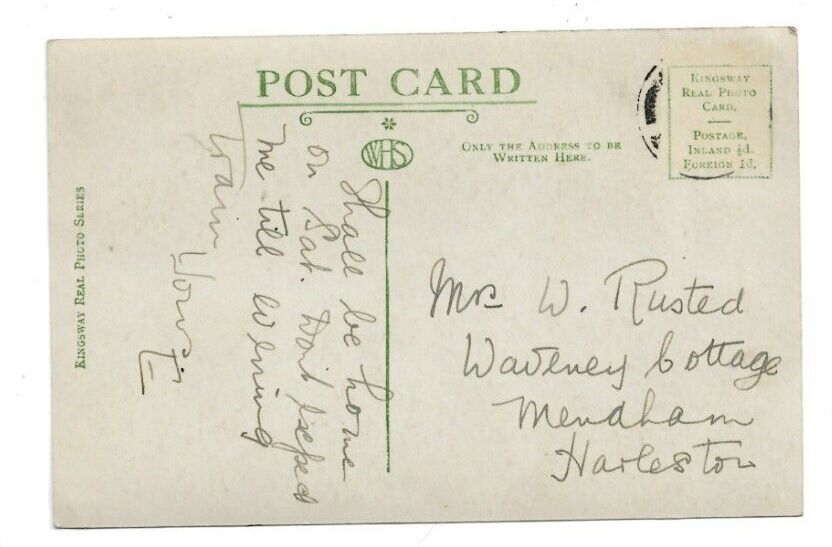 POST CARD
WHS
ONLY THE ADDRESS TO BE
WRITTEN HERE.
KINGSWAY
REAL PHOTO
CARD.
POSTAGE,
INLAND ½d.
FOREIGN 1d.
KINGSWAY REAL PHOTO SERIES
Shall be home
on Sat. Don't expect
me till evening
train
Yours
E
Mrs W. Rusted
Waveney Cottage
Mendham
Harleston